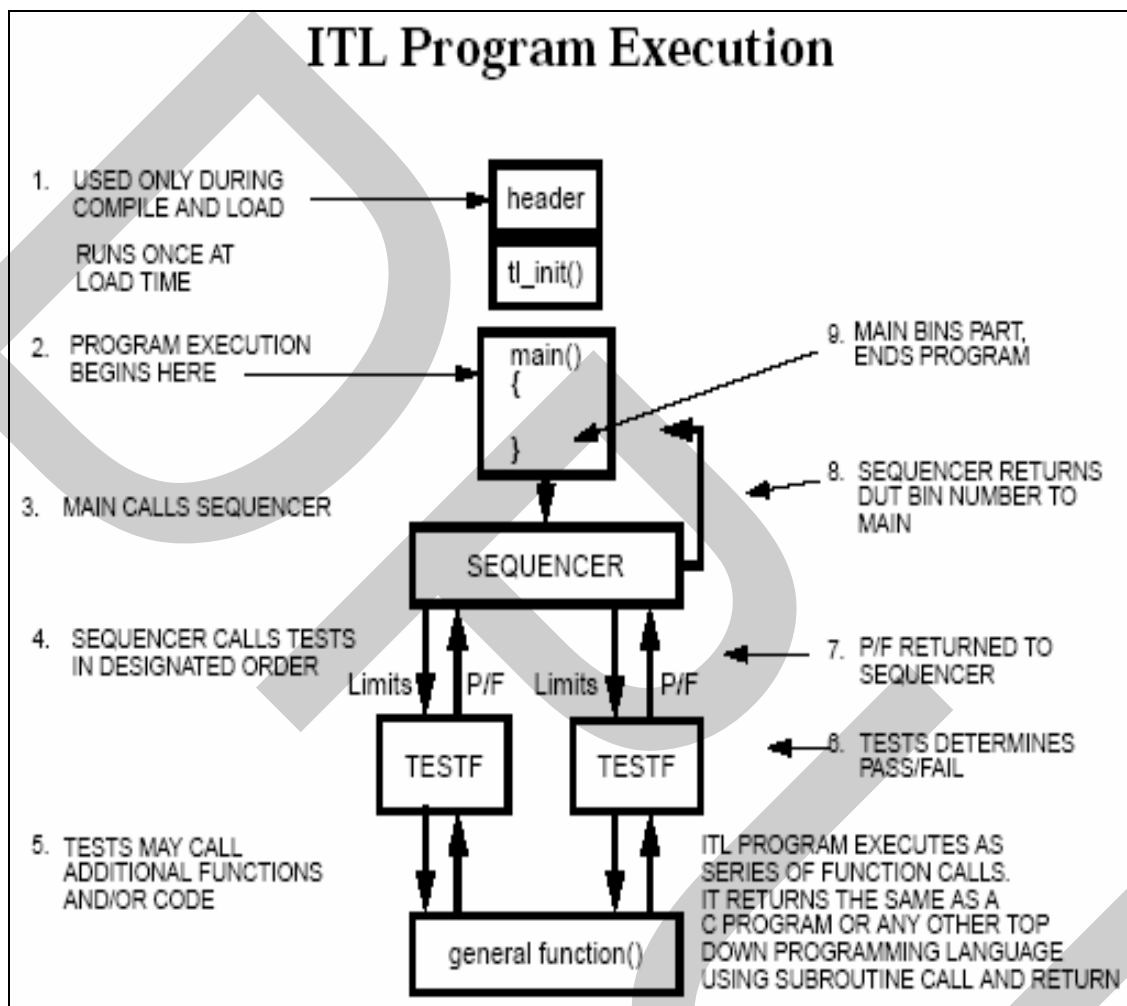 ITL Program Execution
1. USED ONLY DURING
COMPILE AND LOAD
RUNS ONCE AT
LOAD TIME
header
tl_init()
2. PROGRAM EXECUTION
BEGINS HERE
main()
{
}
9. MAIN BINS PART,
ENDS PROGRAM
3. MAIN CALLS SEQUENCER
8. SEQUENCER RETURNS
DUT BIN NUMBER TO
MAIN
SEQUENCER
4. SEQUENCER CALLS TESTS
IN DESIGNATED ORDER
7. P/F RETURNED TO
SEQUENCER
Limits P/F Limits P/F
TESTF TESTF
6. TESTS DETERMINES
PASS/FAIL
5. TESTS MAY CALL
ADDITIONAL FUNCTIONS
AND/OR CODE
general function()
ITL PROGRAM EXECUTES AS
SERIES OF FUNCTION CALLS.
IT RETURNS THE SAME AS A
C PROGRAM OR ANY OTHER TOP
DOWN PROGRAMMING LANGUAGE
USING SUBROUTINE CALL AND RETURN